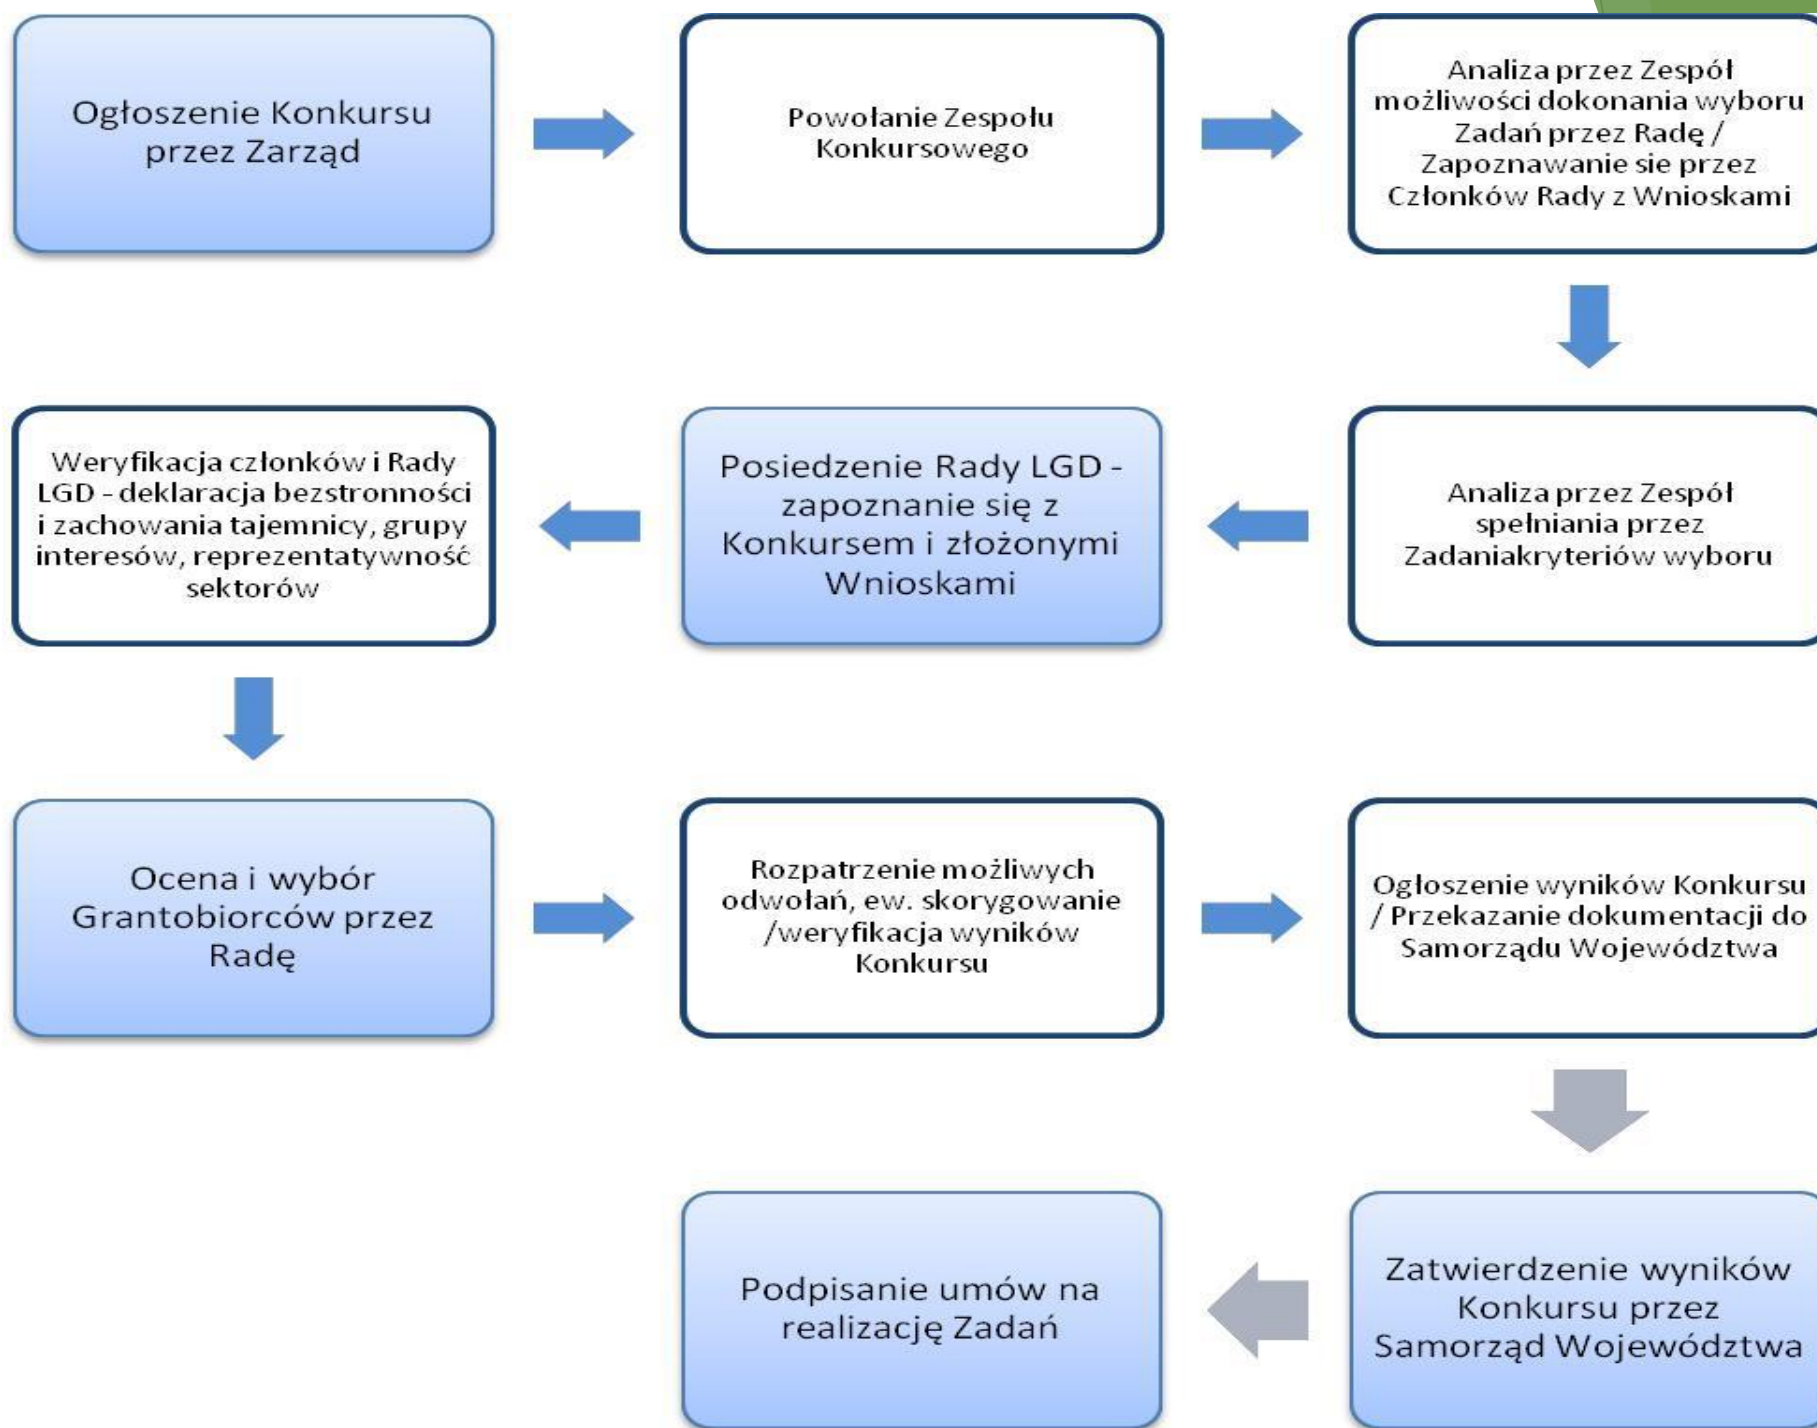 Ogłoszenie Konkursu
przez Zarząd
Powołanie Zespołu
Konkursowego
Analiza przez Zespół
możliwości dokonania wyboru
Zadań przez Radę /
Zapoznawanie sie przez
Członków Rady z Wnioskami
Analiza przez Zespół
spełniania przez
Zadaniakryteriów wyboru
Posiedzenie Rady LGD -
zapoznanie się z
Konkursem i złożonymi
Wnioskami
Weryfikacja członków i Rady
LGD - deklaracja bezstronności
i zachowania tajemnicy, grupy
interesów, reprezentatywność
sektorów
Ocena i wybór
Grantobiorców przez
Radę
Rozpatrzenie możliwych
odwołań, ew. skorygowanie
/weryfikacja wyników
Konkursu
Ogłoszenie wyników Konkursu
/ Przekazanie dokumentacji do
Samorządu Województwa
Zatwierdzenie wyników
Konkursu przez
Samorząd Województwa
Podpisanie umów na
realizację Zadań